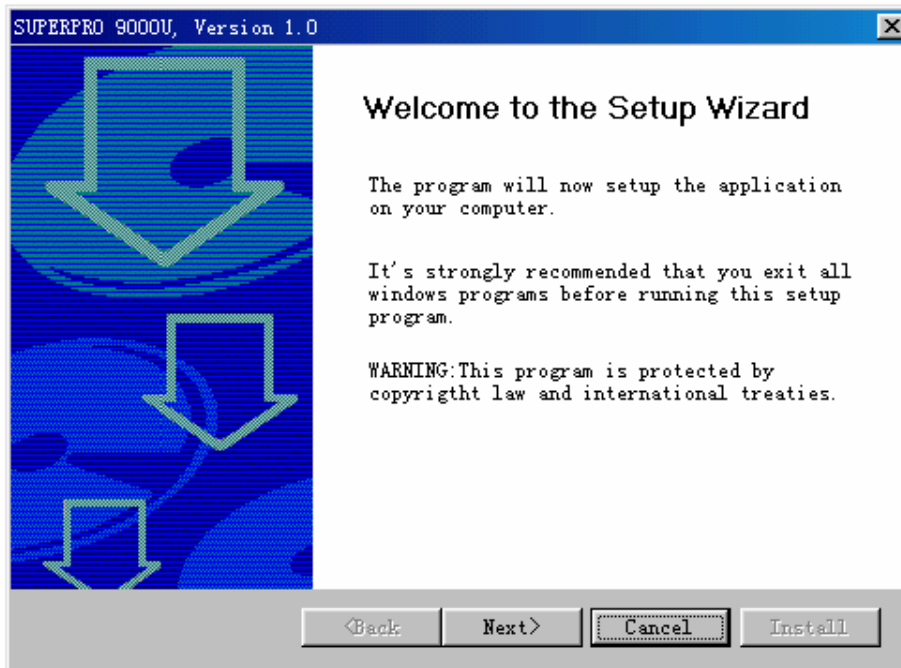 SUPERPRO 9000U, Version 1.0
Welcome to the Setup Wizard
The program will now setup the application
on your computer.
It's strongly recommended that you exit all
windows programs before running this setup
program.
WARNING:This program is protected by
copyrigtht law and international treaties.
<Back
Next>
Cancel
Install